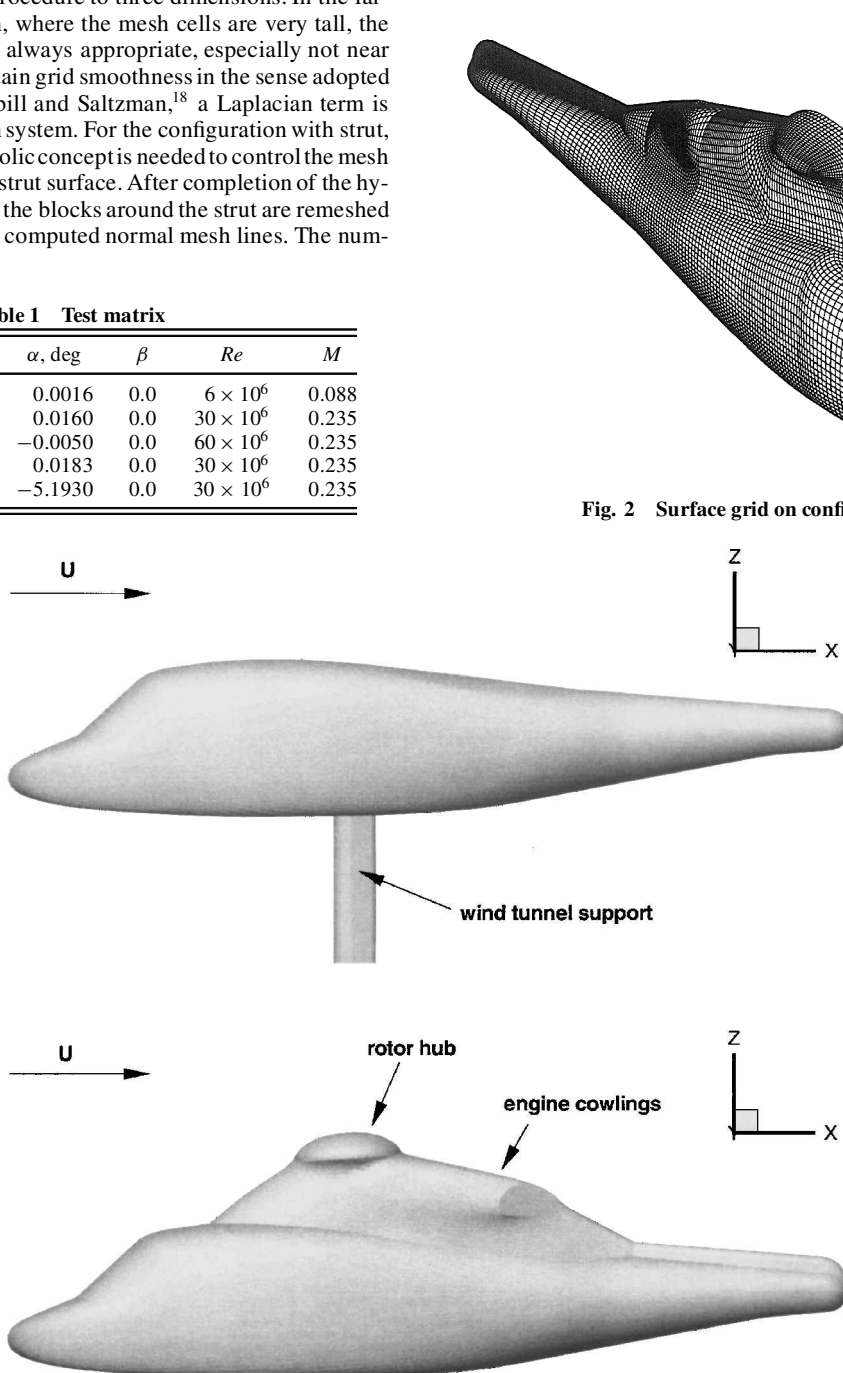 rocedure to three dimensions. In the far-
, where the mesh cells are very tall, the
always appropriate, especially not near
tain grid smoothness in the sense adopted
bill and Saltzman,18 a Laplacian term is
system. For the configuration with strut,
olic concept is needed to control the mesh
strut surface. After completion of the hy-
the blocks around the strut are remeshed
computed normal mesh lines. The num-
ble 1 Test matrix
α, deg β Re M
0.0016 0.0 6 × 10⁶ 0.088
0.0160 0.0 30 × 10⁶ 0.235
−0.0050 0.0 60 × 10⁶ 0.235
0.0183 0.0 30 × 10⁶ 0.235
−5.1930 0.0 30 × 10⁶ 0.235
Fig. 2 Surface grid on confi
U
Z
X
wind tunnel support
U
rotor hub
engine cowlings
Z
X